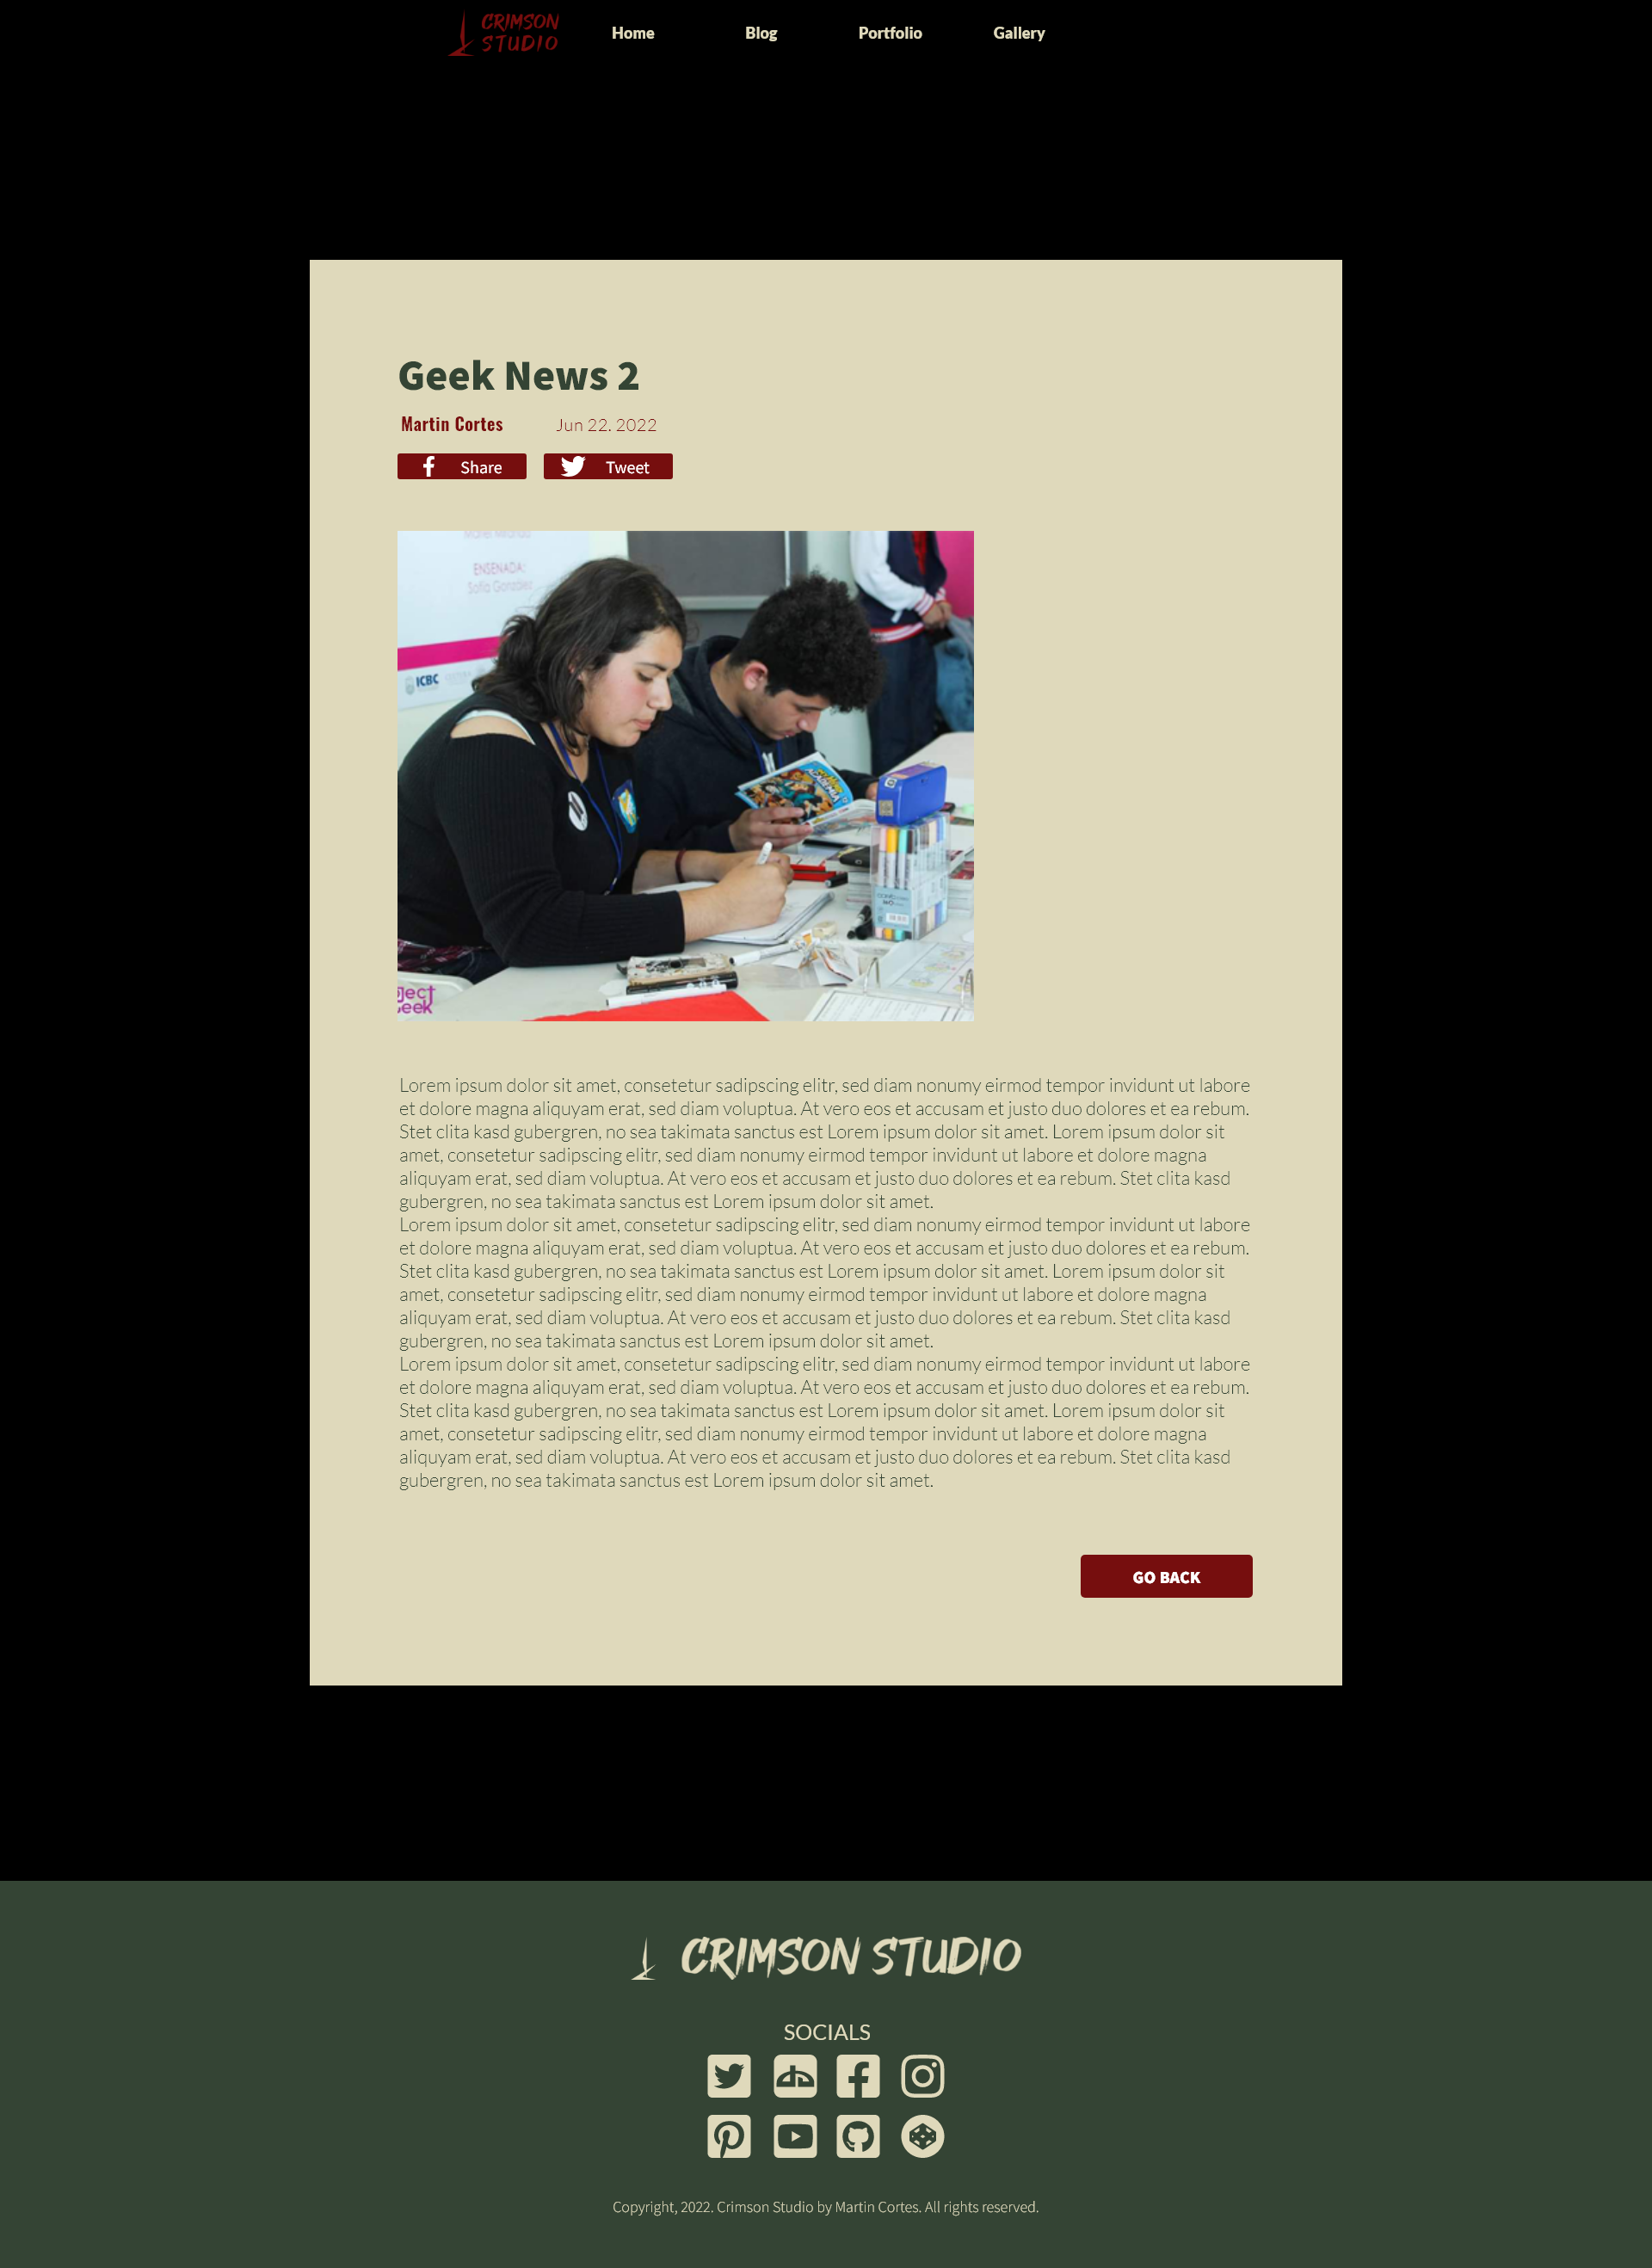 CRIMSON
STUDIO
Home
Blog
Portfolio
Gallery
Geek News 2
Martin Cortes
Jun 22. 2022
Share
Tweet
ENSENADA:
Sofía González
ICBC
ACADEMIA
ject
eek
Lorem ipsum dolor sit amet, consetetur sadipscing elitr, sed diam nonumy eirmod tempor invidunt ut labore
et dolore magna aliquyam erat, sed diam voluptua. At vero eos et accusam et justo duo dolores et ea rebum.
Stet clita kasd gubergren, no sea takimata sanctus est Lorem ipsum dolor sit amet. Lorem ipsum dolor sit
amet, consetetur sadipscing elitr, sed diam nonumy eirmod tempor invidunt ut labore et dolore magna
aliquyam erat, sed diam voluptua. At vero eos et accusam et justo duo dolores et ea rebum. Stet clita kasd
gubergren, no sea takimata sanctus est Lorem ipsum dolor sit amet.
Lorem ipsum dolor sit amet, consetetur sadipscing elitr, sed diam nonumy eirmod tempor invidunt ut labore
et dolore magna aliquyam erat, sed diam voluptua. At vero eos et accusam et justo duo dolores et ea rebum.
Stet clita kasd gubergren, no sea takimata sanctus est Lorem ipsum dolor sit amet. Lorem ipsum dolor sit
amet, consetetur sadipscing elitr, sed diam nonumy eirmod tempor invidunt ut labore et dolore magna
aliquyam erat, sed diam voluptua. At vero eos et accusam et justo duo dolores et ea rebum. Stet clita kasd
gubergren, no sea takimata sanctus est Lorem ipsum dolor sit amet.
Lorem ipsum dolor sit amet, consetetur sadipscing elitr, sed diam nonumy eirmod tempor invidunt ut labore
et dolore magna aliquyam erat, sed diam voluptua. At vero eos et accusam et justo duo dolores et ea rebum.
Stet clita kasd gubergren, no sea takimata sanctus est Lorem ipsum dolor sit amet. Lorem ipsum dolor sit
amet, consetetur sadipscing elitr, sed diam nonumy eirmod tempor invidunt ut labore et dolore magna
aliquyam erat, sed diam voluptua. At vero eos et accusam et justo duo dolores et ea rebum. Stet clita kasd
gubergren, no sea takimata sanctus est Lorem ipsum dolor sit amet.
GO BACK
CRIMSON STUDIO
SOCIALS
Copyright, 2022. Crimson Studio by Martin Cortes. All rights reserved.